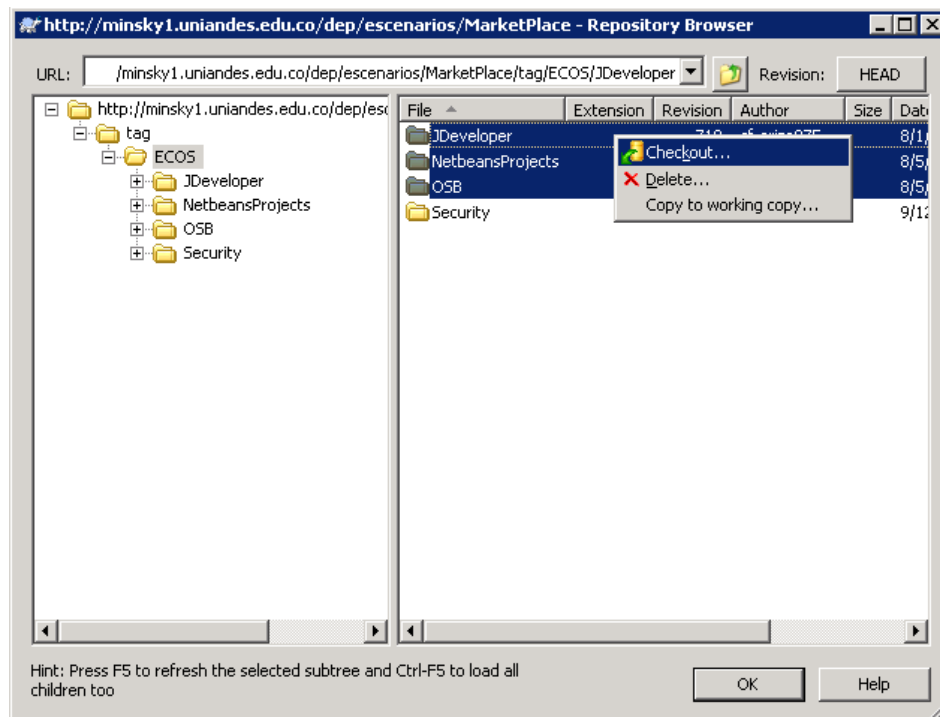 http://minsky1.uniandes.edu.co/dep/escenarios/MarketPlace - Repository Browser
URL: /minsky1.uniandes.edu.co/dep/escenarios/MarketPlace/tag/ECOS/JDeveloper Revision: HEAD
http://minsky1.uniandes.edu.co/dep/esc
tag
ECOS
JDeveloper
NetbeansProjects
OSB
Security
File Extension Revision Author Size Dat
JDeveloper 8/1/
NetbeansProjects 8/5/
OSB 8/5/
Security 9/12
Checkout...
Delete...
Copy to working copy...
Hint: Press F5 to refresh the selected subtree and Ctrl-F5 to load all
children too
OK Help